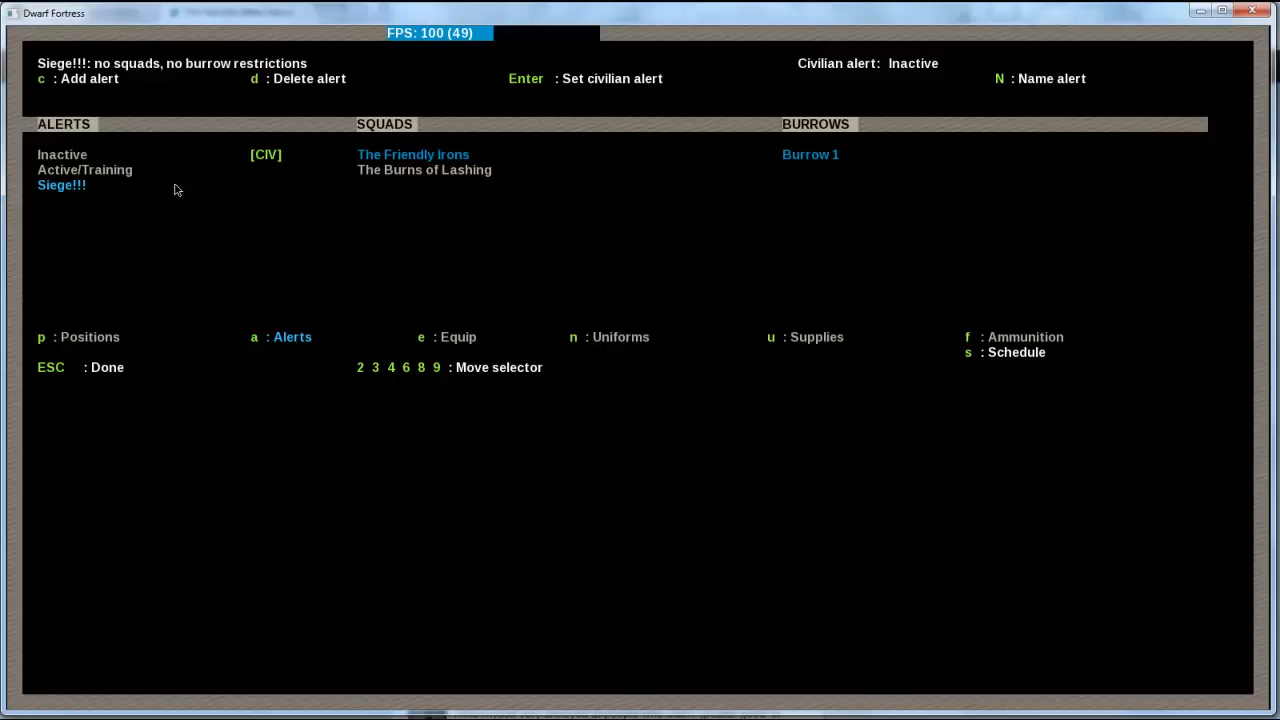 Dwarf Fortress
FPS: 100 (49)
Siege!!!: no squads, no burrow restrictions Civilian alert: Inactive
c : Add alert d : Delete alert Enter : Set civilian alert N : Name alert
ALERTS SQUADS BURROWS
Inactive [CIV] The Friendly Irons Burrow 1
Active/Training The Burns of Lashing
Siege!!!
p : Positions a : Alerts e : Equip n : Uniforms u : Supplies f : Ammunition
s : Schedule
ESC : Done 2 3 4 6 8 9 : Move selector